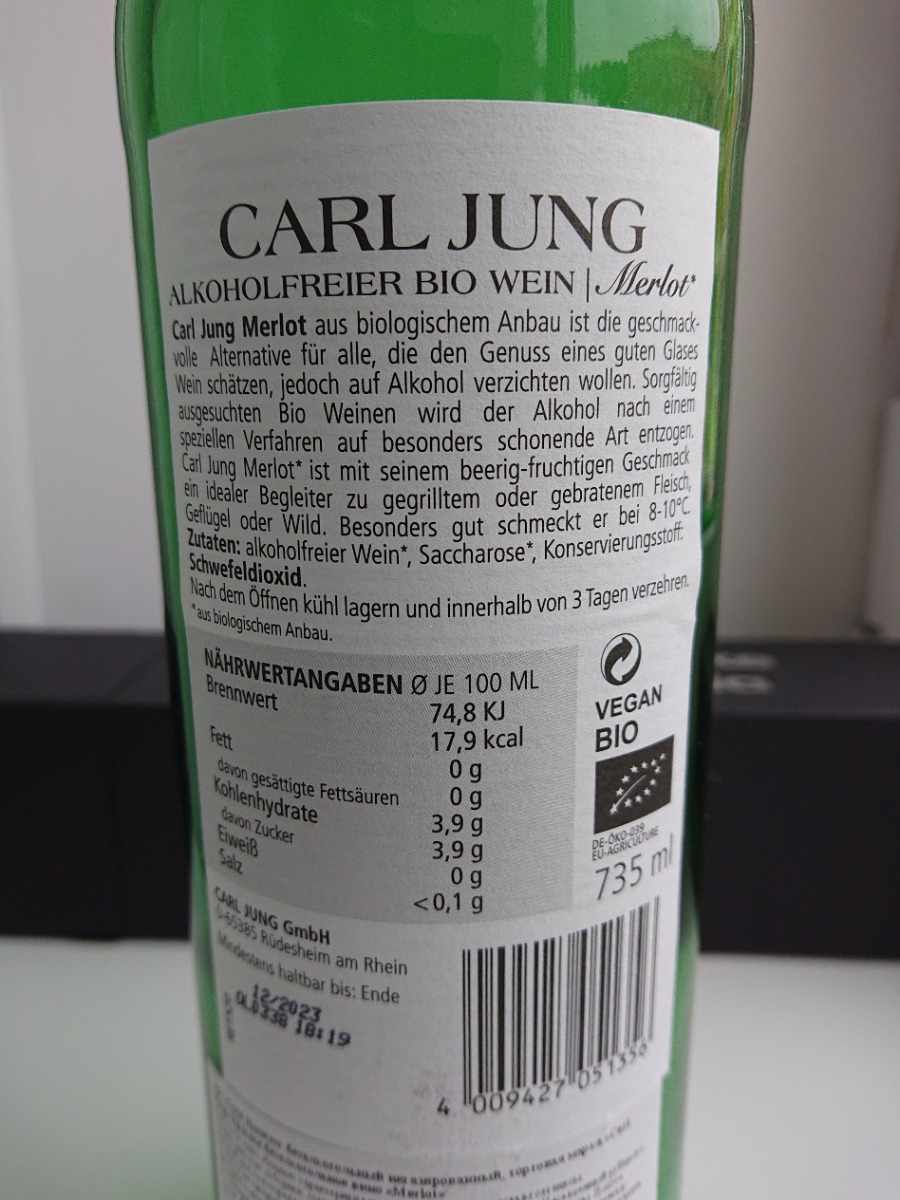 CARL JUNG
ALKOHOLFREIER BIO WEIN | Merlot*
Carl Jung Merlot aus biologischem Anbau ist die geschmack-
volle Alternative für alle, die den Genuss eines guten Glases
Wein schätzen, jedoch auf Alkohol verzichten wollen. Sorgfältig
ausgesuchten Bio Weinen wird der Alkohol nach einem
speziellen Verfahren auf besonders schonende Art entzogen.
Carl Jung Merlot* ist mit seinem beerig-fruchtigen Geschmack
ein idealer Begleiter zu gegrilltem oder gebratenem Fleisch,
Geflügel oder Wild. Besonders gut schmeckt er bei 8-10°C
Zutaten: alkoholfreier Wein*, Saccharose*, Konservierungsstoff:
Schwefeldioxid.
Nach dem Öffnen kühl lagern und innerhalb von 3 Tagen verzehren.
*aus biologischem Anbau.
NÄHRWERTANGABEN Ø JE 100 ML
Brennwert 74,8 KJ
17,9 kcal
Fett 0 g
davon gesättigte Fettsäuren 0 g
Kohlenhydrate 3,9 g
davon Zucker 3,9 g
Eiweiß 0 g
Salz <0,1 g
VEGAN
BIO
DE-ÖKO-039
EU-AGRICULTURE
735 ml
CARL JUNG GmbH
D-65385 Rüdesheim am Rhein
Mindestens haltbar bis: Ende
12/2023
QL0338 18:19
4 009427 051356